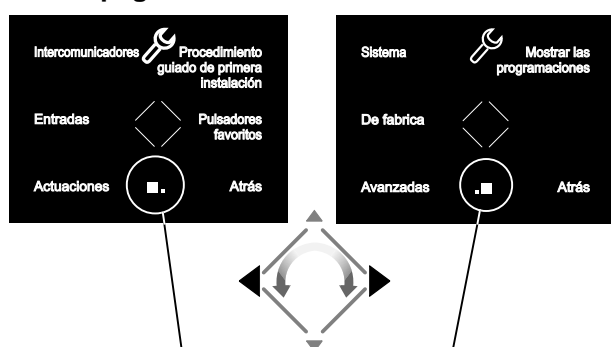 Intercomunicadores
Procedimiento
guiado de primera
instalación
Entradas
Pulsadores
favoritos
Actuaciones
Atrás
Sistema
Mostrar las
programaciones
De fabrica
Avanzadas
Atrás